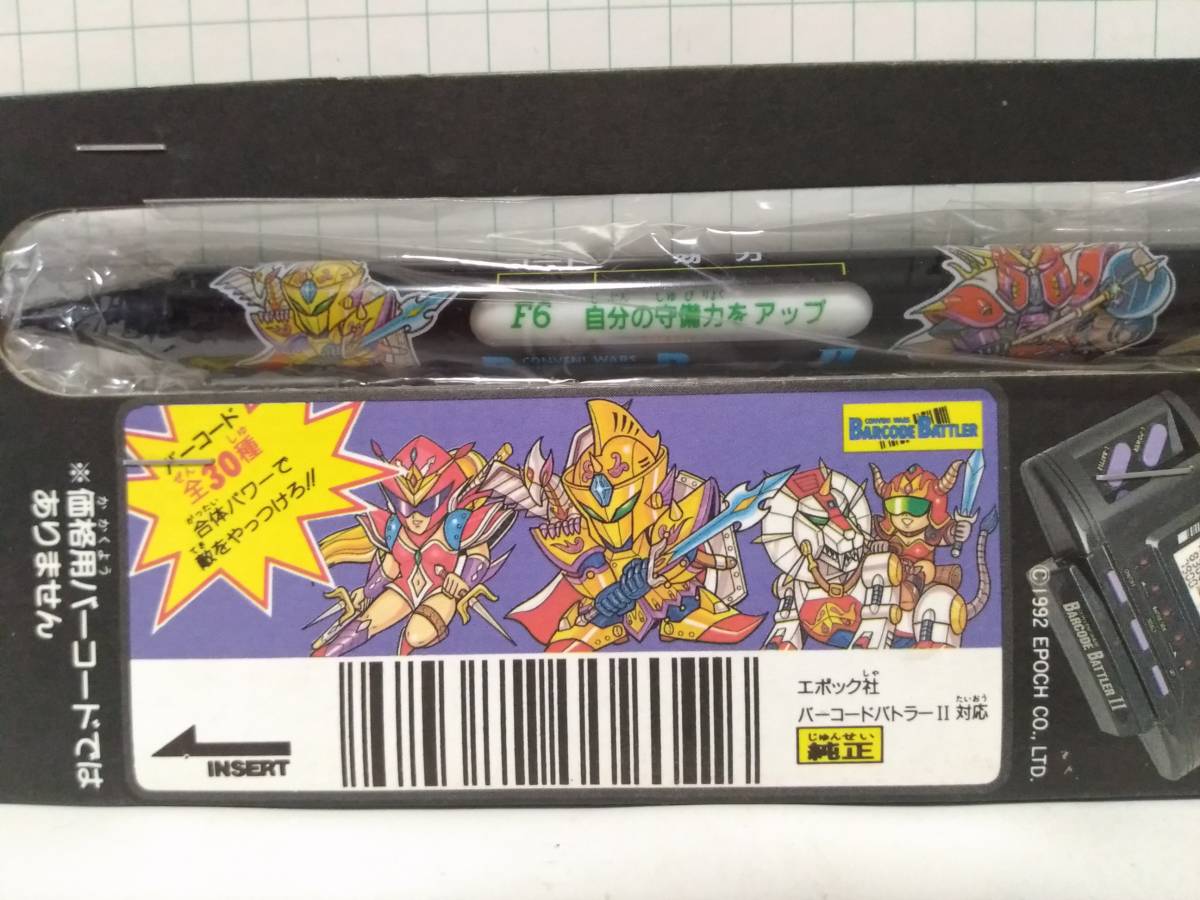 効 力
F6 自分の守備力をアップ
CONVENI WARS
バーコード
全30種
合体パワーで
敵をやっつけろ!!
CONVENI WARS
BARCODE BATTLER
INSERT
エポック社
バーコードバトラーII 対応
純正
※価格用バーコードでは
ありません
©1992 EPOCH CO., LTD.
BARCODE BATTLER II